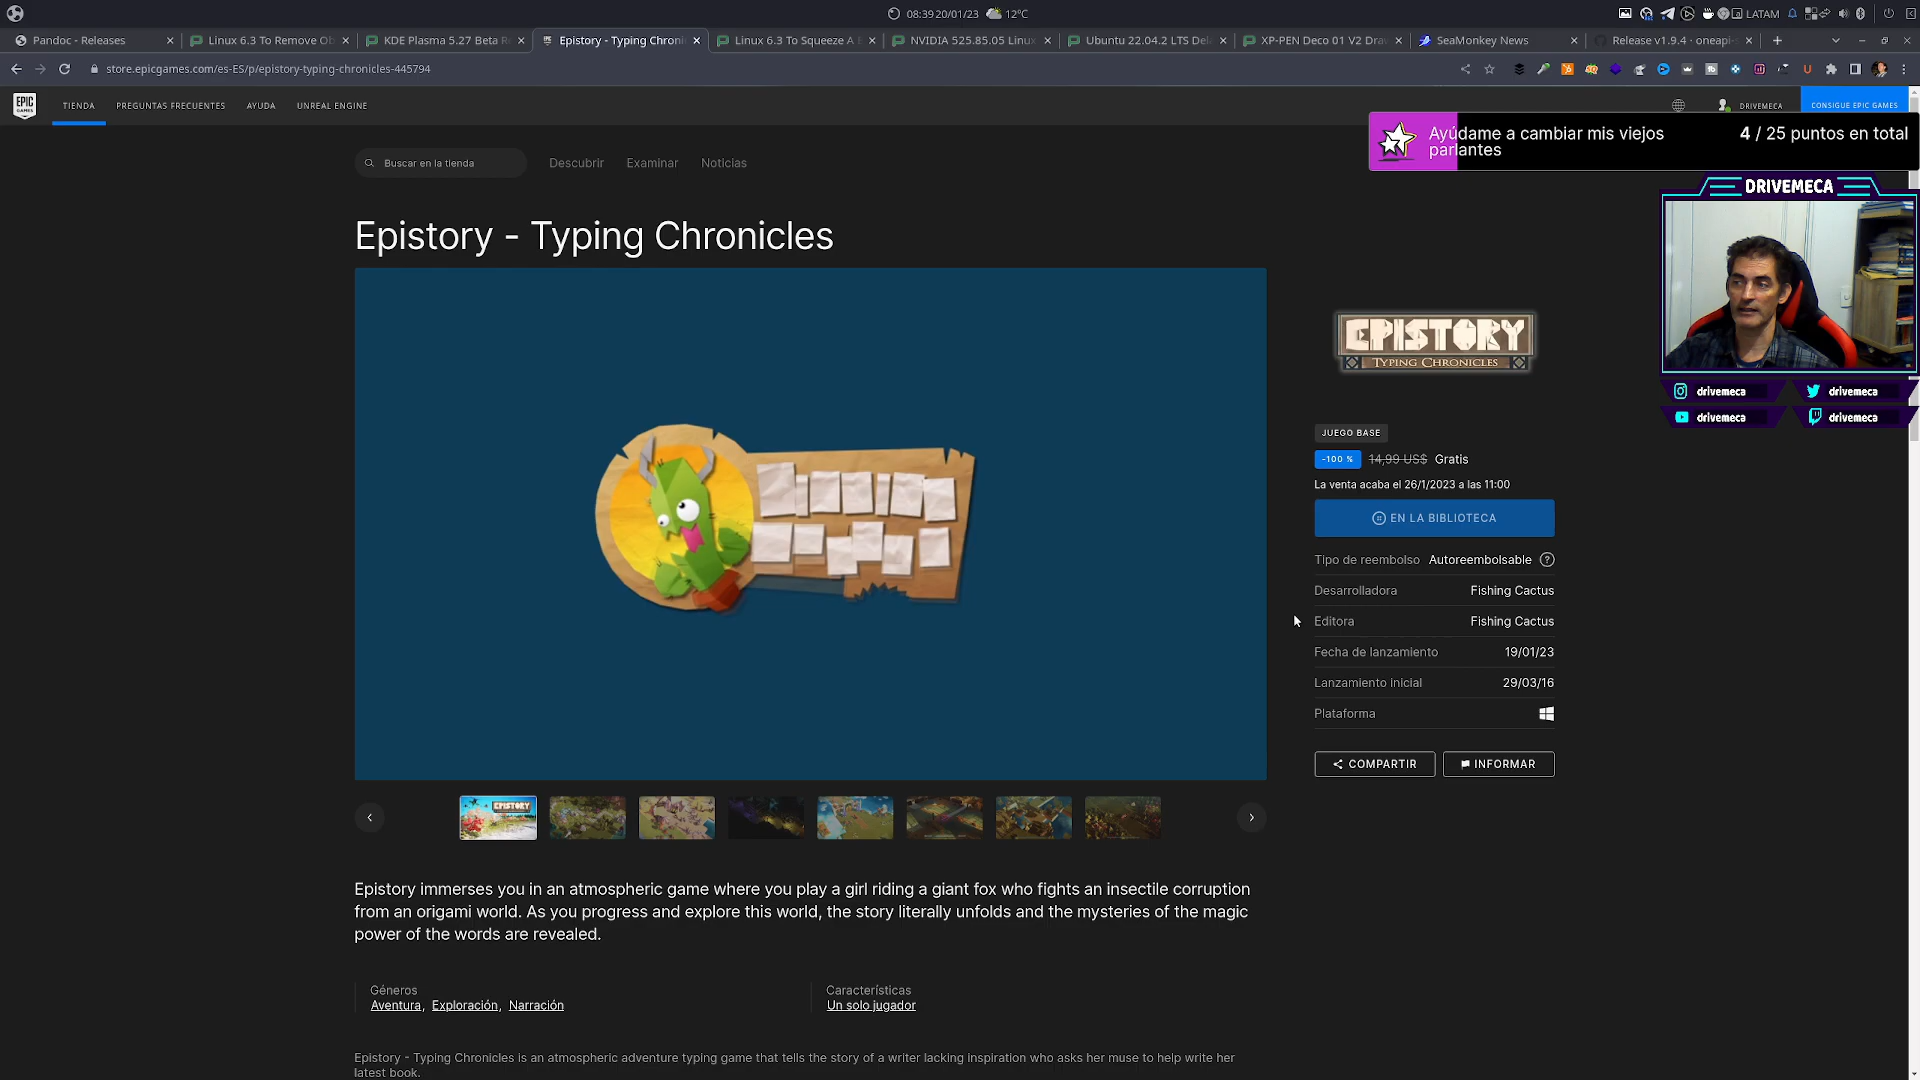 08:39 20/01/23
12°C
LATAM
Pandoc - Releases
Linux 6.3 To Remove Ob
KDE Plasma 5.27 Beta R
Epistory - Typing Chroni
Linux 6.3 To Squeeze A
NVIDIA 525.85.05 Linux
Ubuntu 22.04.2 LTS Del
XP-PEN Deco 01 V2 Dra
SeaMonkey News
Release v1.9.4 · oneapi-
store.epicgames.com/es-ES/p/epistory-typing-chronicles-445794
EPIC GAMES
TIENDA
PREGUNTAS FRECUENTES
AYUDA
UNREAL ENGINE
DRIVEMECA
CONSIGUE EPIC GAMES
Ayúdame a cambiar mis viejos
parlantes
4 / 25 puntos en total
Buscar en la tienda
Descubrir
Examinar
Noticias
DRIVEMECA
drivemeca
drivemeca
drivemeca
drivemeca
Epistory - Typing Chronicles
EPISTORY
TYPING CHRONICLES
JUEGO BASE
-100 % 14,99 US$ Gratis
La venta acaba el 26/1/2023 a las 11:00
EN LA BIBLIOTECA
Tipo de reembolso Autoreembolsable
Desarrolladora Fishing Cactus
Editora Fishing Cactus
Fecha de lanzamiento 19/01/23
Lanzamiento inicial 29/03/16
Plataforma
COMPARTIR
INFORMAR
EPISTORY
Epistory immerses you in an atmospheric game where you play a girl riding a giant fox who fights an insectile corruption
from an origami world. As you progress and explore this world, the story literally unfolds and the mysteries of the magic
power of the words are revealed.
Géneros
Aventura, Exploración, Narración
Características
Un solo jugador
Epistory - Typing Chronicles is an atmospheric adventure typing game that tells the story of a writer lacking inspiration who asks her muse to help write her
latest book.